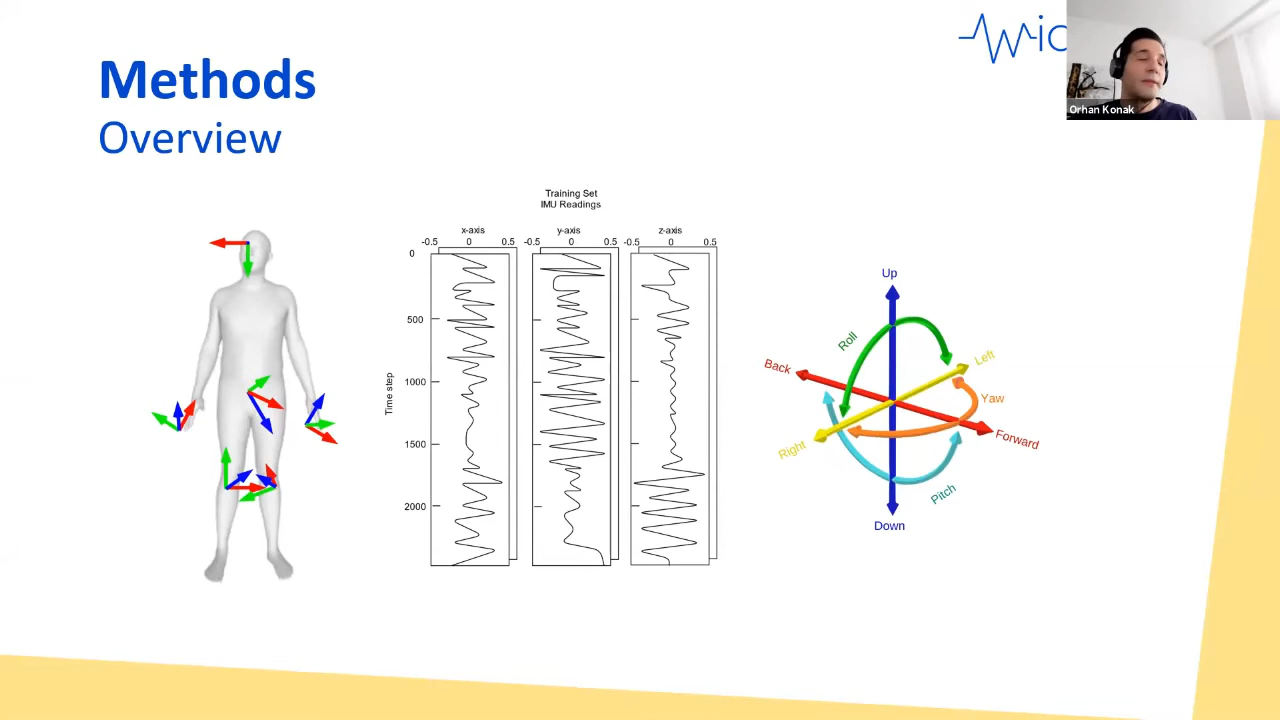 Methods
Overview
Orhan Konak
Training Set
IMU Readings
x-axis
y-axis
z-axis
-0.5 0 0.5
-0.5 0 0.5
-0.5 0 0.5
0
500
1000
1500
2000
Time step
Up
Roll
Left
Back
Yaw
Forward
Right
Pitch
Down